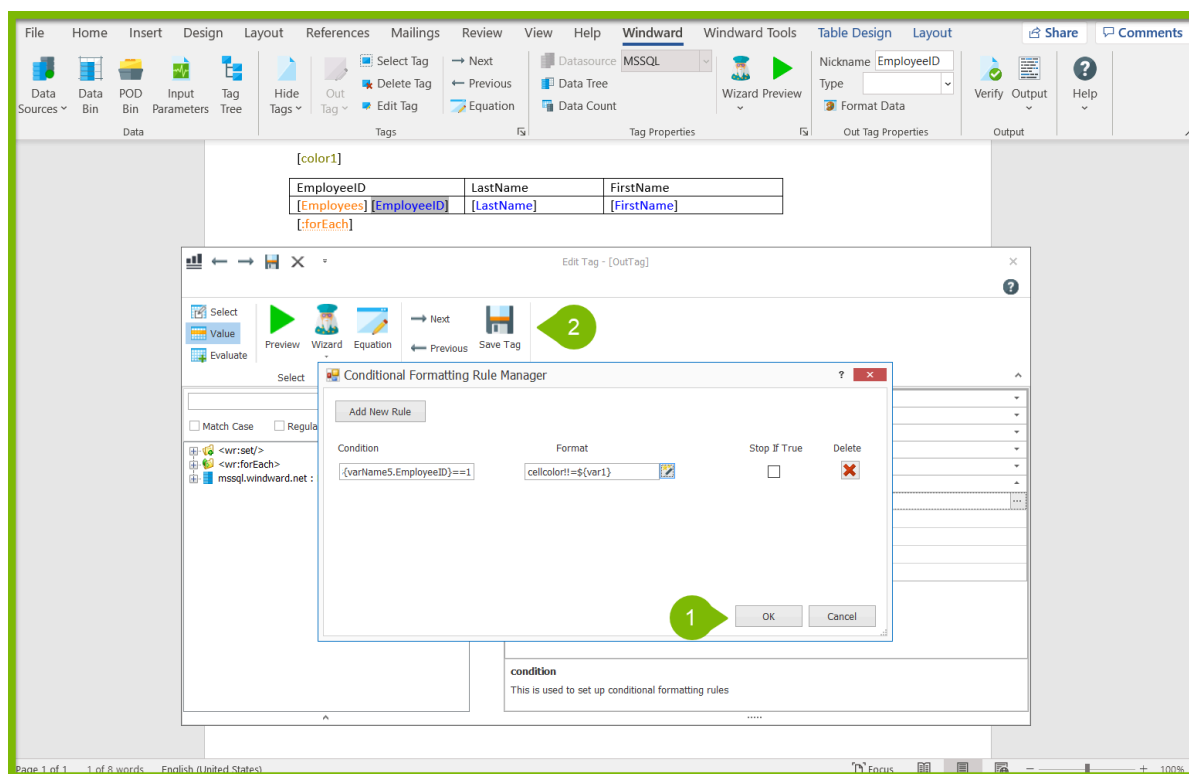 File Home Insert Design Layout References Mailings Review View Help Windward Windward Tools Table Design Layout Share Comments
Select Tag Next Datasource MSSQL Nickname EmployeeID
Delete Tag Previous Data Tree Type
Data Data POD Input Tag Hide Out Wizard Preview Verify Output Help
Sources Bin Bin Parameters Tree Tags Tag Edit Tag Equation Data Count Format Data
Data Tags Tag Properties Out Tag Properties Output
[color1]
EmployeeID LastName FirstName
[Employees] [EmployeeID] [LastName] [FirstName]
[:forEach]
Edit Tag - [OutTag]
Select
Value
Evaluate
Preview Wizard Equation Next Save Tag 2
Previous
Select
Conditional Formatting Rule Manager
Add New Rule
Match Case
Condition Format Stop If True Delete
<wr:set/>
<wr:forEach>
mssql.windward.net :
{varName5.EmployeeID}==1 cellcolor!!=${var1}
1 OK Cancel
condition
This is used to set up conditional formatting rules
Page 1 of 1 1 of 8 words English (United States) Focus 100%